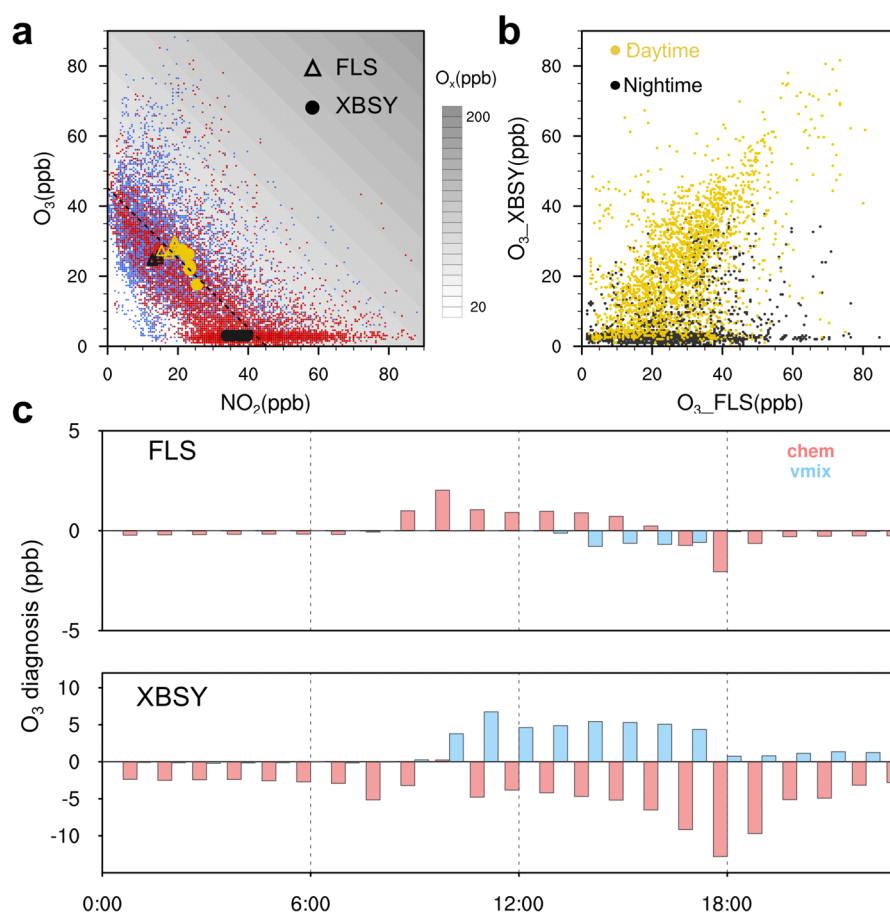 a
O₃(ppb)
80
60
40
20
0
0 20 40 60 80
NO₂(ppb)
FLS
XBSY
Oₓ(ppb)
200
20
b
O₃_XBSY(ppb)
80
60
40
20
0
0 20 40 60 80
O₃_FLS(ppb)
Daytime
Nightime
c
O₃ diagnosis (ppb)
FLS
chem
vmix
5
0
-5
XBSY
10
5
0
-5
-10
0:00 6:00 12:00 18:00